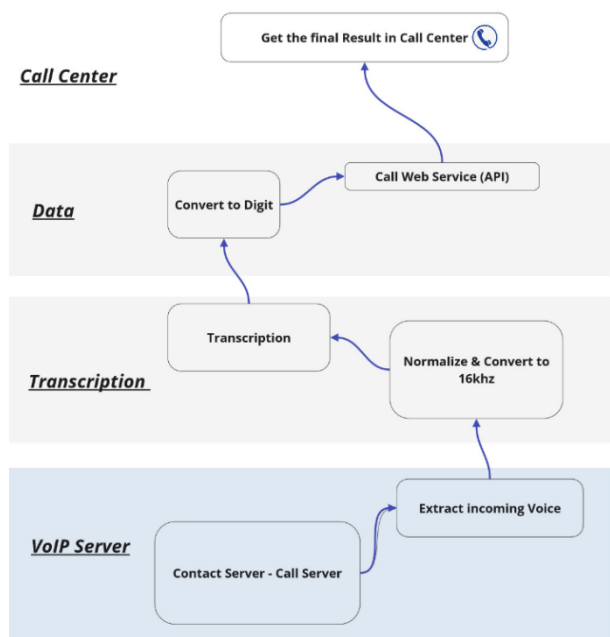 Get the final Result in Call Center
Call Center
Call Web Service (API)
Convert to Digit
Data
Transcription
Normalize & Convert to
16khz
Transcription
Extract incoming Voice
VoIP Server
Contact Server - Call Server